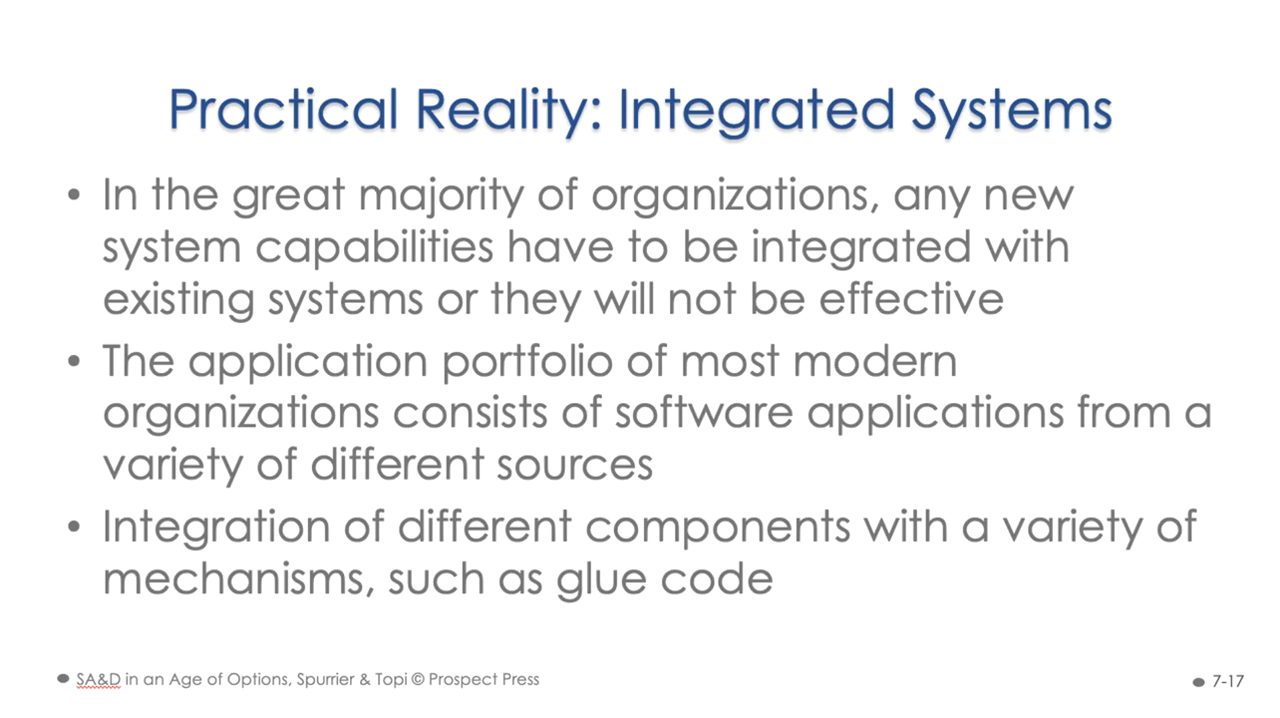 Practical Reality: Integrated Systems
• In the great majority of organizations, any new
system capabilities have to be integrated with
existing systems or they will not be effective
• The application portfolio of most modern
organizations consists of software applications from a
variety of different sources
• Integration of different components with a variety of
mechanisms, such as glue code
• SA&D in an Age of Options, Spurrier & Topi © Prospect Press
• 7-17